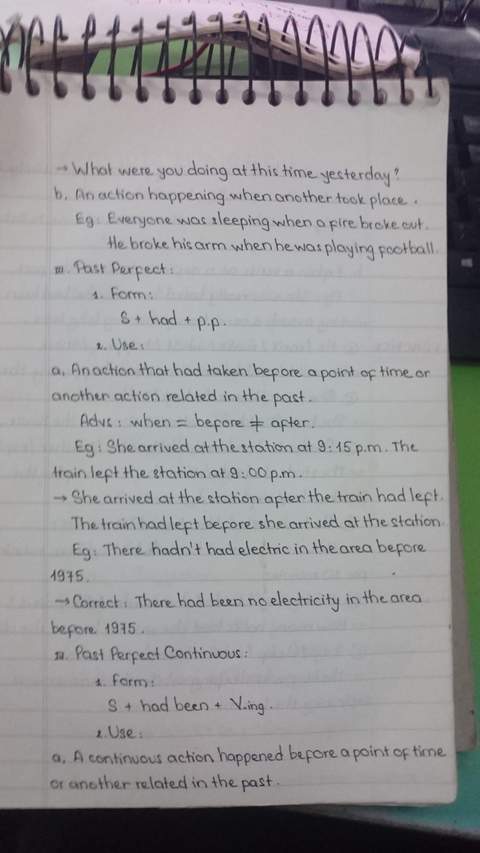 → What were you doing at this time yesterday?
b. An action happening when another took place.
Eg: Everyone was sleeping when a fire broke out.
He broke his arm when he was playing football.
III. Past Perfect:
1. Form:
S + had + p.p.
2. Use:
a. An action that had taken before a point of time or
another action related in the past.
Advs: when = before ≠ after.
Eg: She arrived at the station at 9:15 p.m. The
train left the station at 9:00 p.m.
→ She arrived at the station after the train had left.
The train had left before she arrived at the station
Eg: There hadn't had electric in the area before
1975.
→ Correct: There had been no electricity in the area
before 1975.
IV. Past Perfect Continuous:
1. Form:
S + had been + V-ing.
2. Use:
a. A continuous action happened before a point of time
or another related in the past.